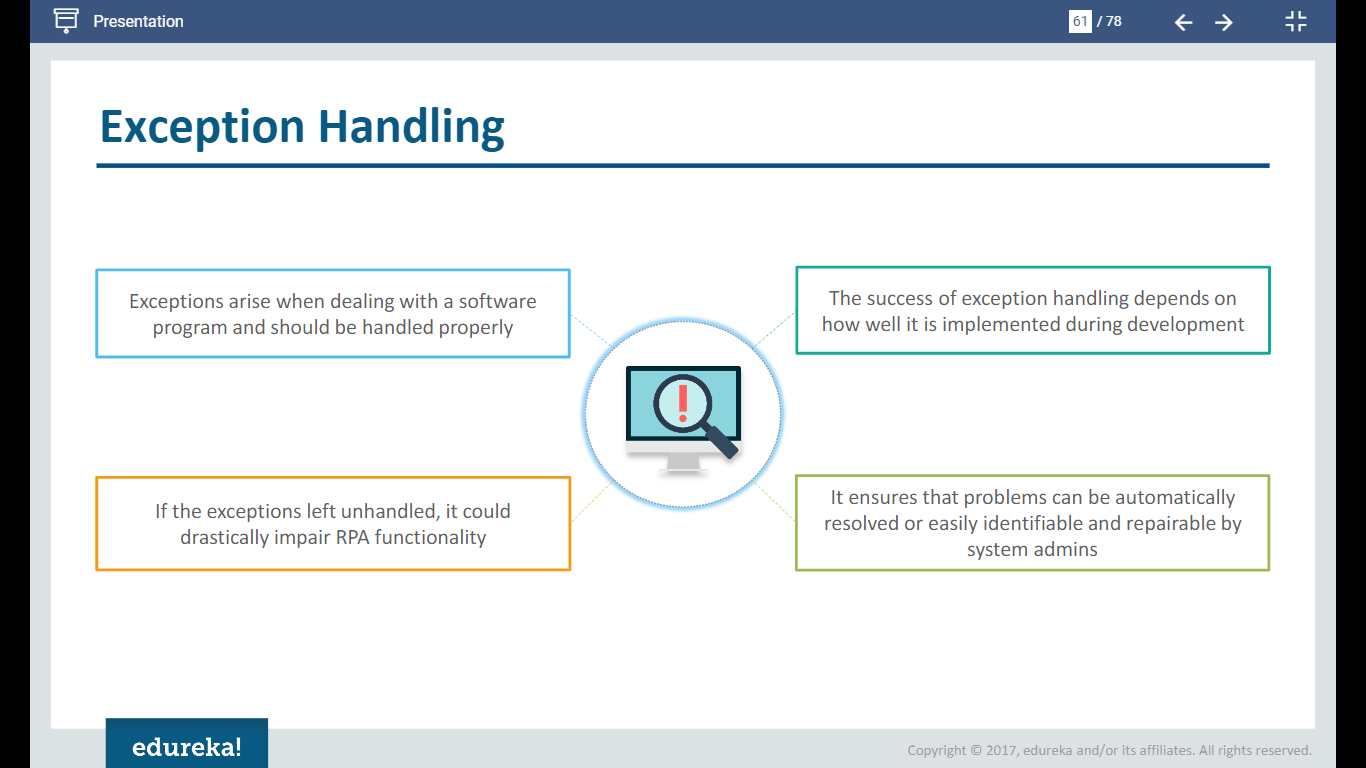 Presentation
61 / 78
Exception Handling
Exceptions arise when dealing with a software
program and should be handled properly
The success of exception handling depends on
how well it is implemented during development
If the exceptions left unhandled, it could
drastically impair RPA functionality
It ensures that problems can be automatically
resolved or easily identifiable and repairable by
system admins
edureka!
Copyright © 2017, edureka and/or its affiliates. All rights reserved.